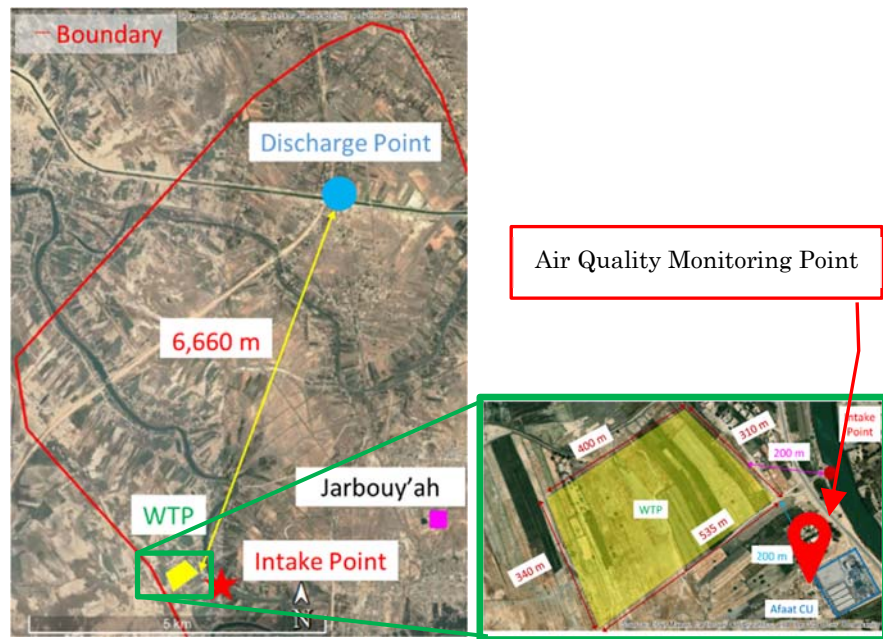 Boundary
Discharge Point
6,660 m
Jarbouy'ah
WTP
Intake Point
N
5 km
Air Quality Monitoring Point
Intake
Point
400 m
310 m
200 m
WTP
535 m
340 m
200 m
Afaat CU